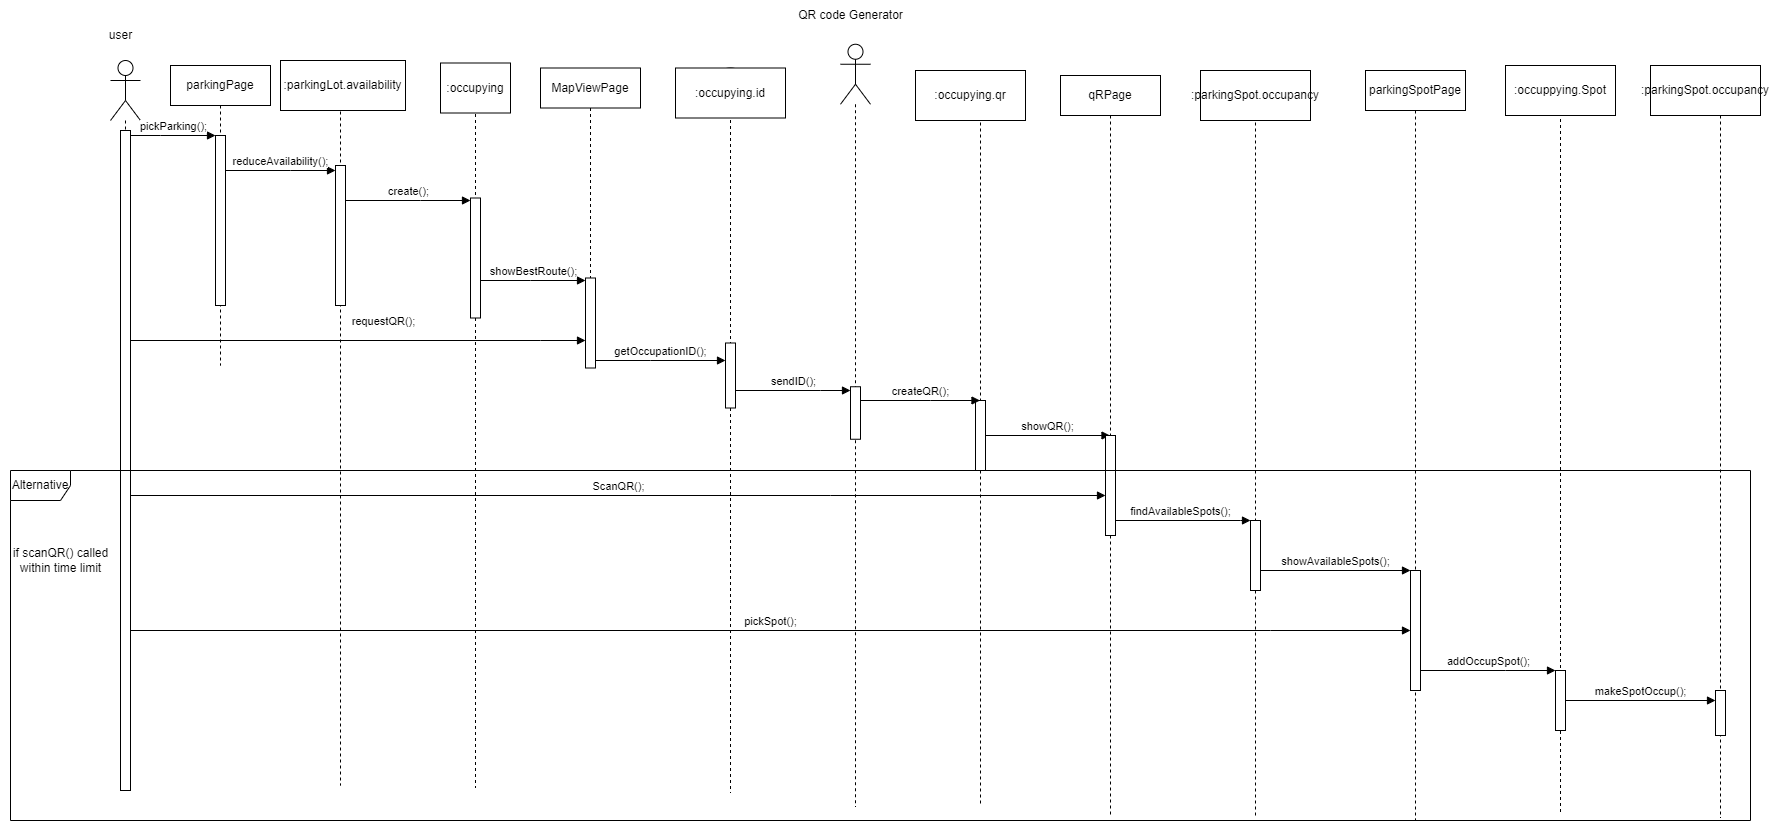 QR code Generator
user
parkingPage
:parkingLot.availability
:occupying
MapViewPage
:occupying.id
:occupying.qr
qRPage
:parkingSpot.occupancy
parkingSpotPage
:occuppying.Spot
:parkingSpot.occupancy
pickParking();
reduceAvailability();
create();
showBestRoute();
requestQR();
getOccupationID();
sendID();
createQR();
showQR();
Alternative
ScanQR();
findAvailableSpots();
if scanQR() called
within time limit
showAvailableSpots();
pickSpot();
addOccupSpot();
makeSpotOccup();